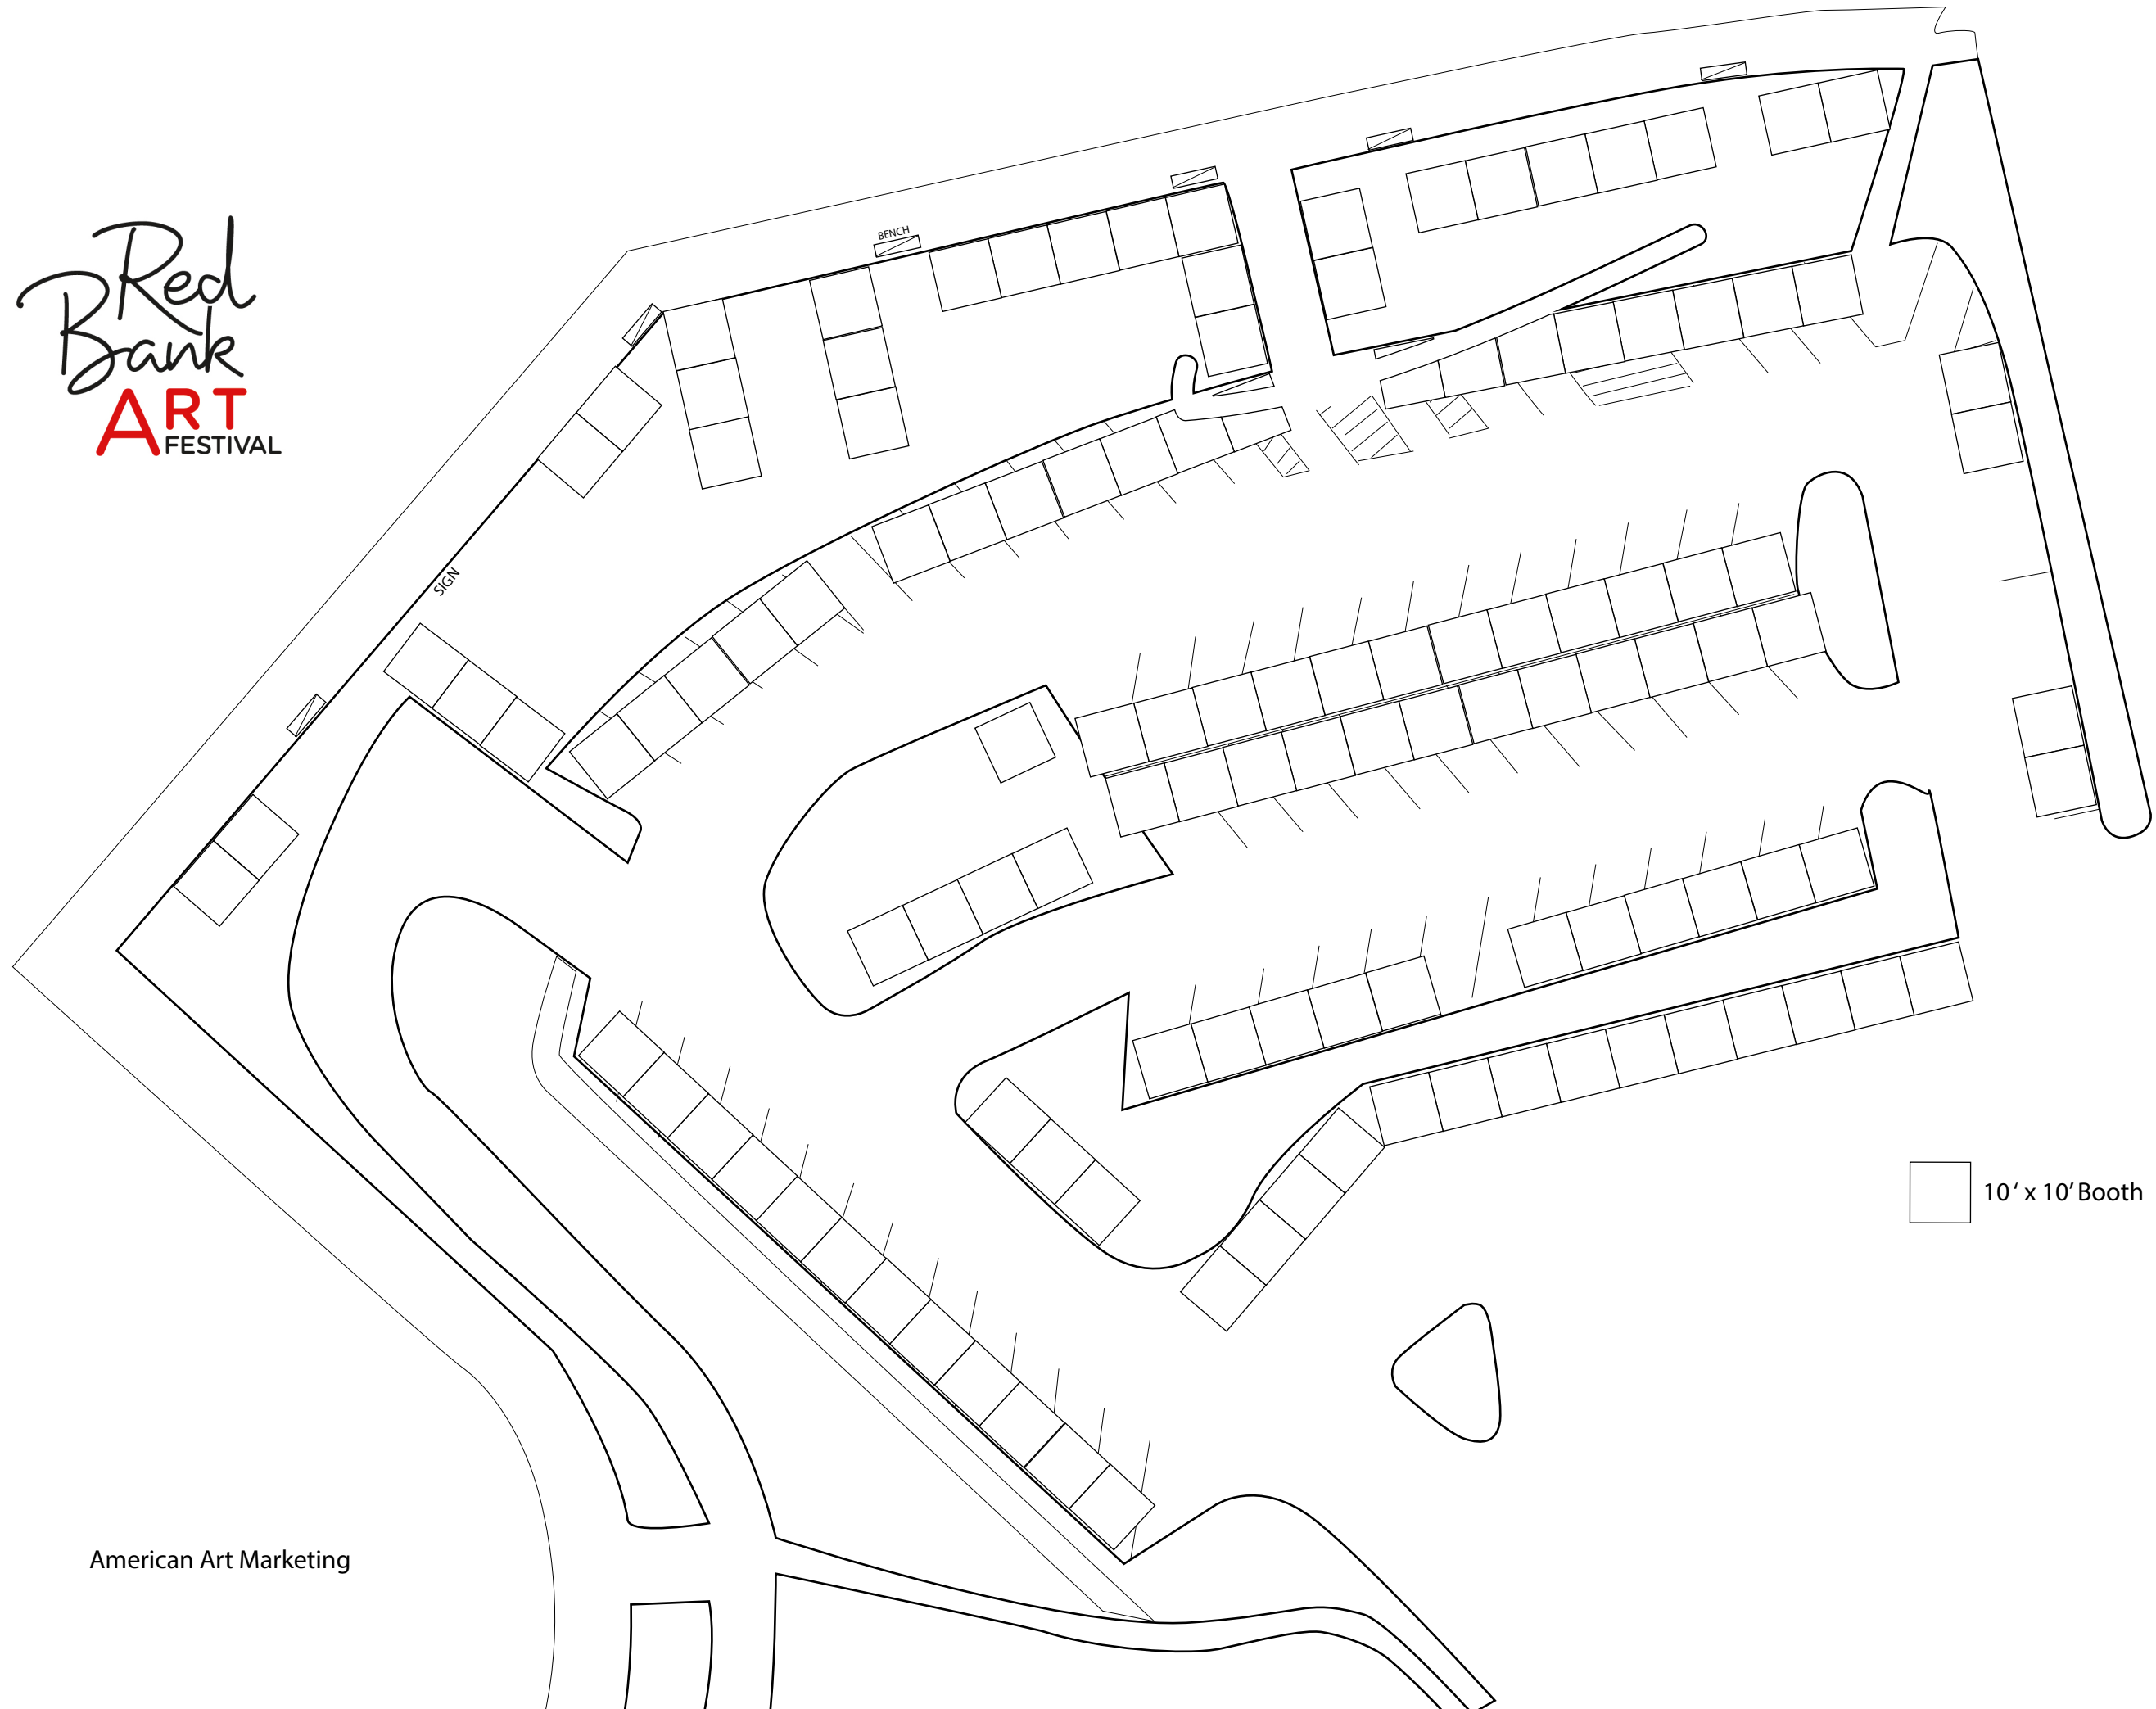 Red
Bank
ART
FESTIVAL
BENCH
SIGN
10‘ x 10’ Booth
American Art Marketing